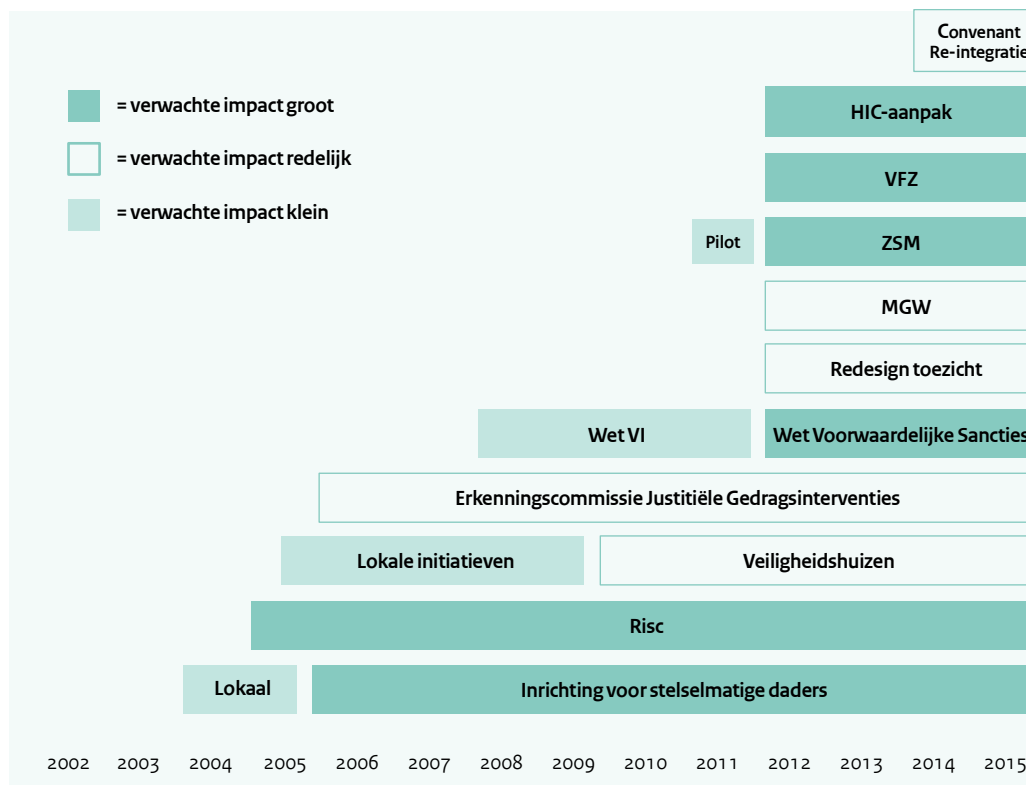 Convenant
Re-integratie
= verwachte impact groot
HIC-aanpak
= verwachte impact redelijk
VFZ
= verwachte impact klein
Pilot
ZSM
MGW
Redesign toezicht
Wet VI
Wet Voorwaardelijke Sancties
Erkenningscommissie Justitiële Gedragsinterventies
Lokale initiatieven
Veiligheidshuizen
Risc
Lokaal
Inrichting voor stelselmatige daders
2002 2003 2004 2005 2006 2007 2008 2009 2010 2011 2012 2013 2014 2015